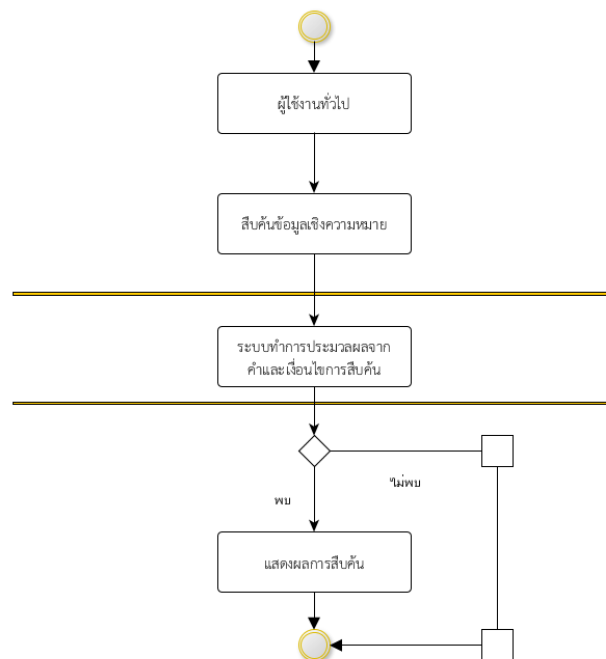 ผู้ใช้งานทั่วไป
สืบค้นข้อมูลเชิงความหมาย
ระบบทำการประมวลผลจาก
คำและเงื่อนไขการสืบค้น
ไม่พบ
พบ
แสดงผลการสืบค้น